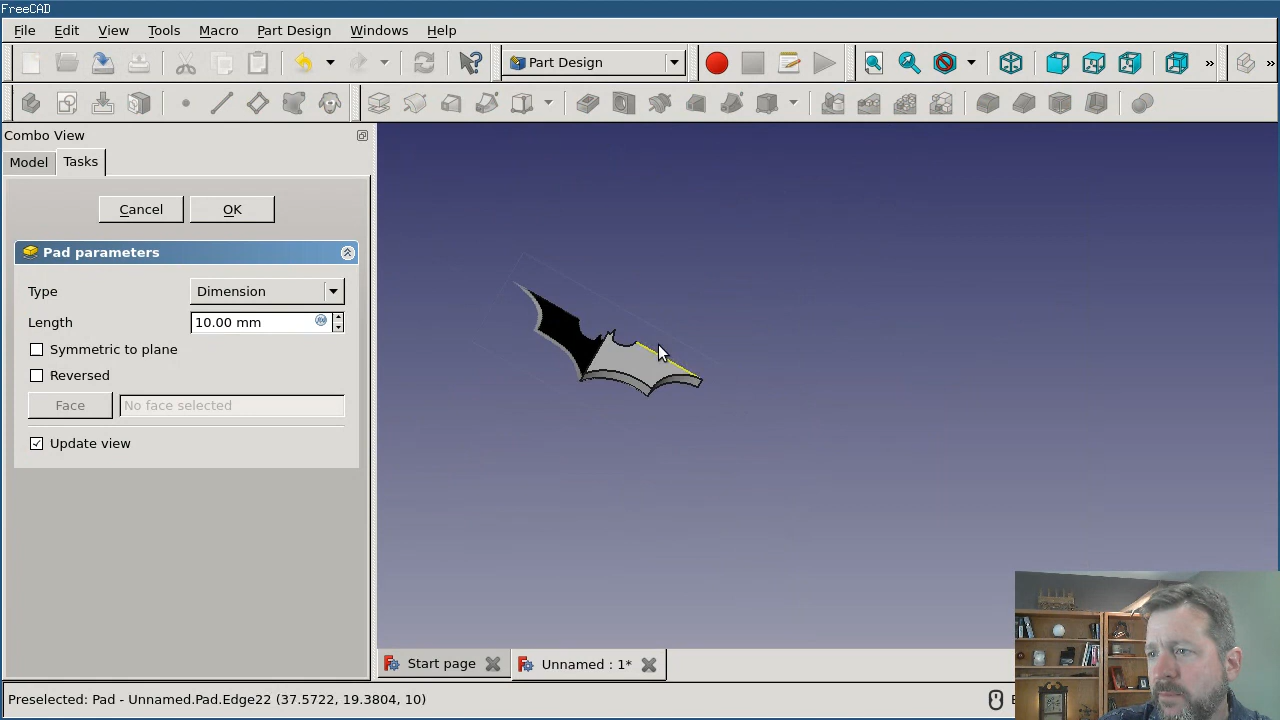 FreeCAD
File Edit View Tools Macro Part Design Windows Help
Part Design
»
»
Combo View
Model Tasks
Cancel OK
Pad parameters
Type Dimension
Length 10.00 mm
Symmetric to plane
Reversed
Face No face selected
Update view
Start page Unnamed : 1*
Preselected: Pad - Unnamed.Pad.Edge22 (37.5722, 19.3804, 10)